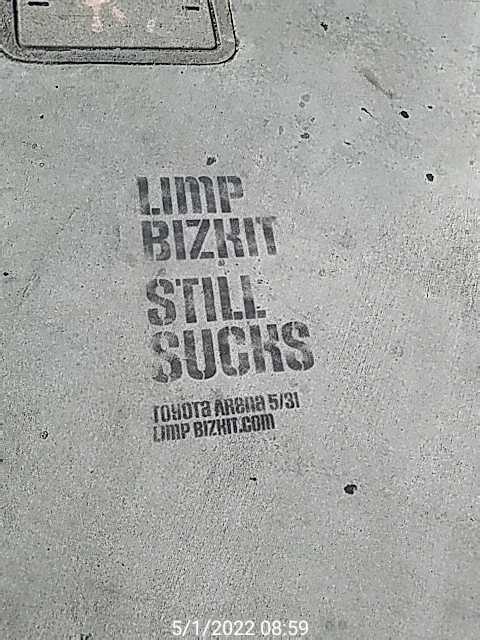 LIMP
BIZKIT
STILL
SUCKS
TOYOTA ARENA 5/31
LIMP BIZKIT.COM
5/1/2022 08:59